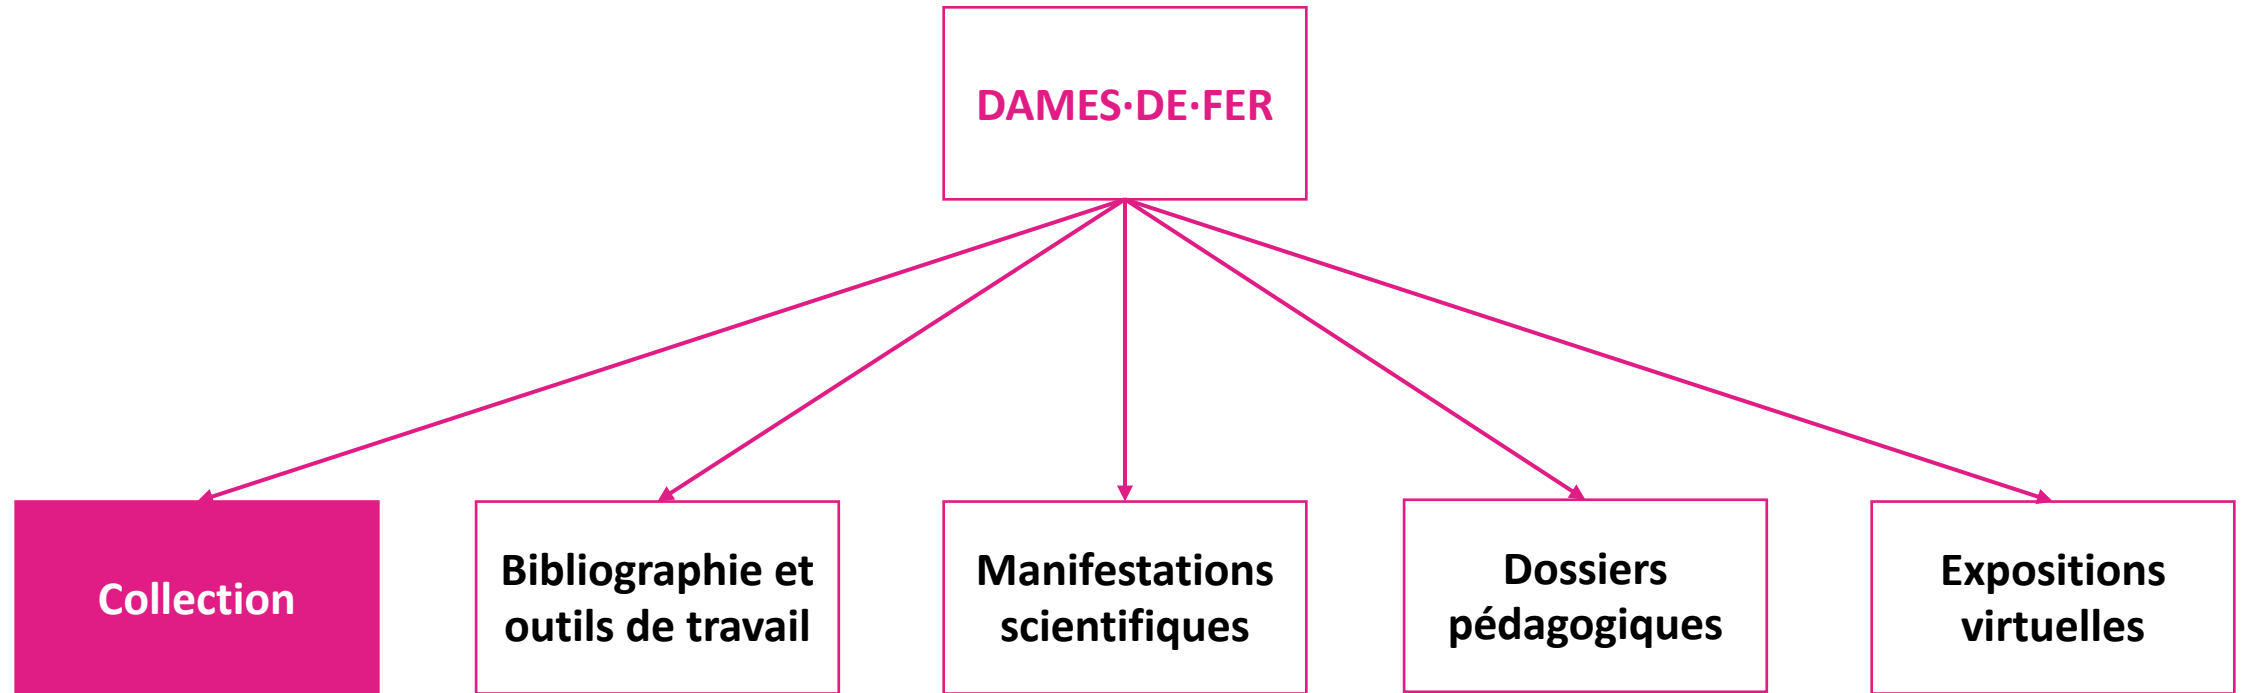 DAMES·DE·FER
Collection
Bibliographie et
outils de travail
Manifestations
scientifiques
Dossiers
pédagogiques
Expositions
virtuelles